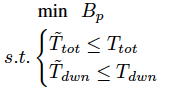 min B_p
s.t. { T̃_tot ≤ T_tot
T̃_dwn ≤ T_dwn